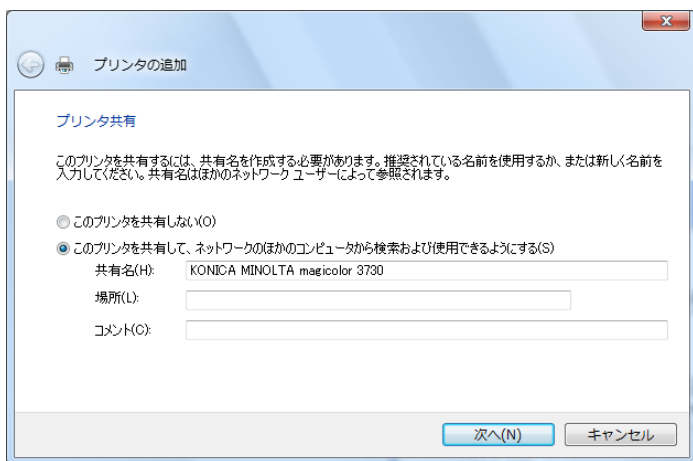 プリンタの追加
プリンタ共有
このプリンタを共有するには、共有名を作成する必要があります。推奨されている名前を使用するか、または新しく名前を
入力してください。共有名はほかのネットワーク ユーザーによって参照されます。
このプリンタを共有しない(O)
このプリンタを共有して、ネットワークのほかのコンピュータから検索および使用できるようにする(S)
共有名(H): KONICA MINOLTA magicolor 3730
場所(L):
コメント(C):
次へ(N) キャンセル